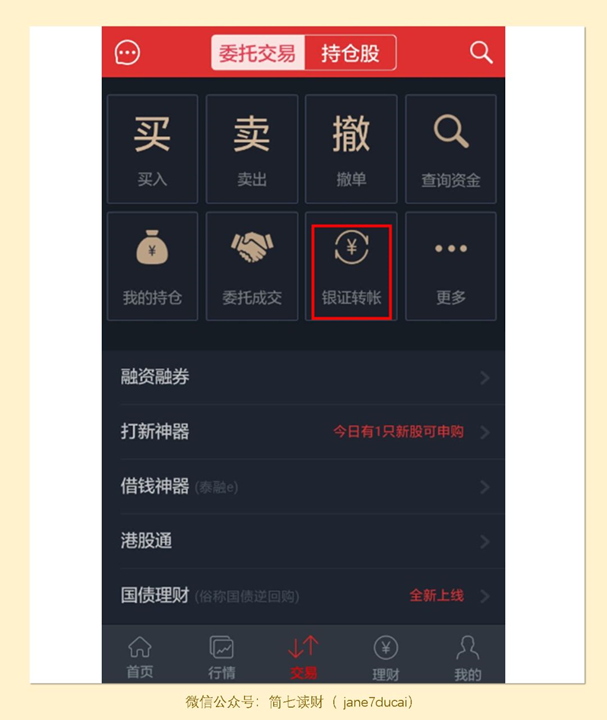 委托交易 持仓股
买 卖 撤
买入 卖出 撤单 查询资金
¥ ¥
我的持仓 委托成交 银证转帐 更多
融资融券
打新神器 今日有1只新股可申购
借钱神器 (泰融e)
港股通
国债理财 (俗称国债逆回购) 全新上线
¥
首页 行情 交易 理财 我的
微信公众号：简七读财（ jane7ducai）